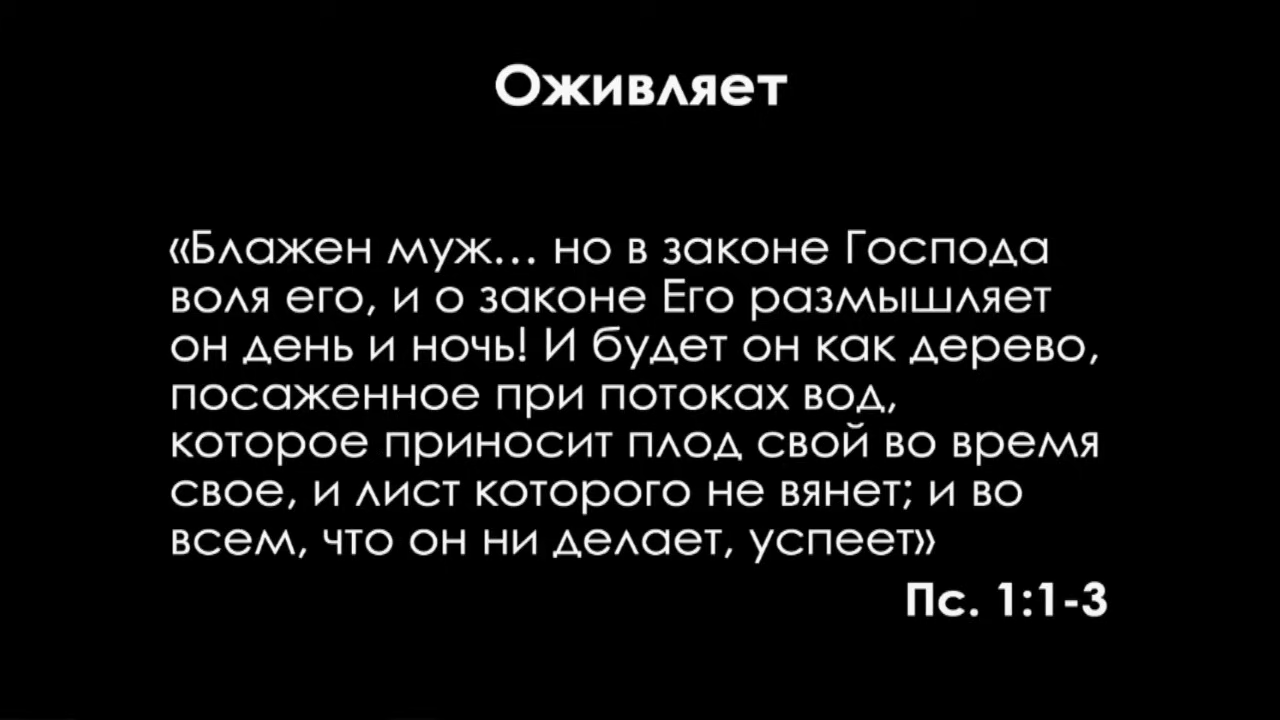 Оживляет
«Блажен муж... но в законе Господа
воля его, и о законе Его размышляет
он день и ночь! И будет он как дерево,
посаженное при потоках вод,
которое приносит плод свой во время
свое, и лист которого не вянет; и во
всем, что он ни делает, успеет»
Пс. 1:1-3